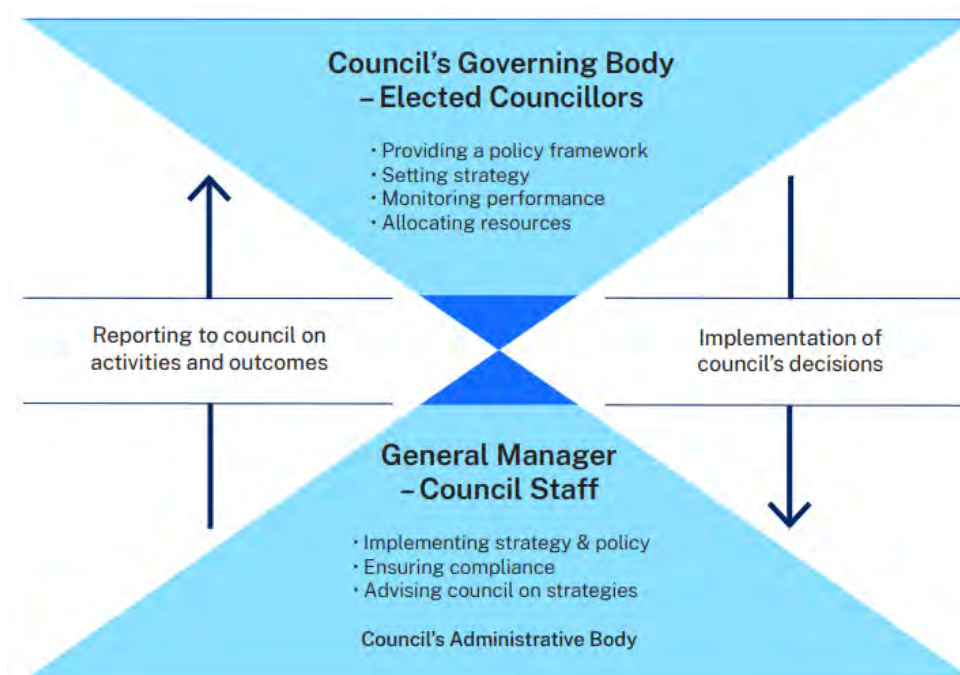 Council's Governing Body
– Elected Councillors
· Providing a policy framework
· Setting strategy
· Monitoring performance
· Allocating resources
Reporting to council on
activities and outcomes
Implementation of
council's decisions
General Manager
– Council Staff
· Implementing strategy & policy
· Ensuring compliance
· Advising council on strategies
Council's Administrative Body